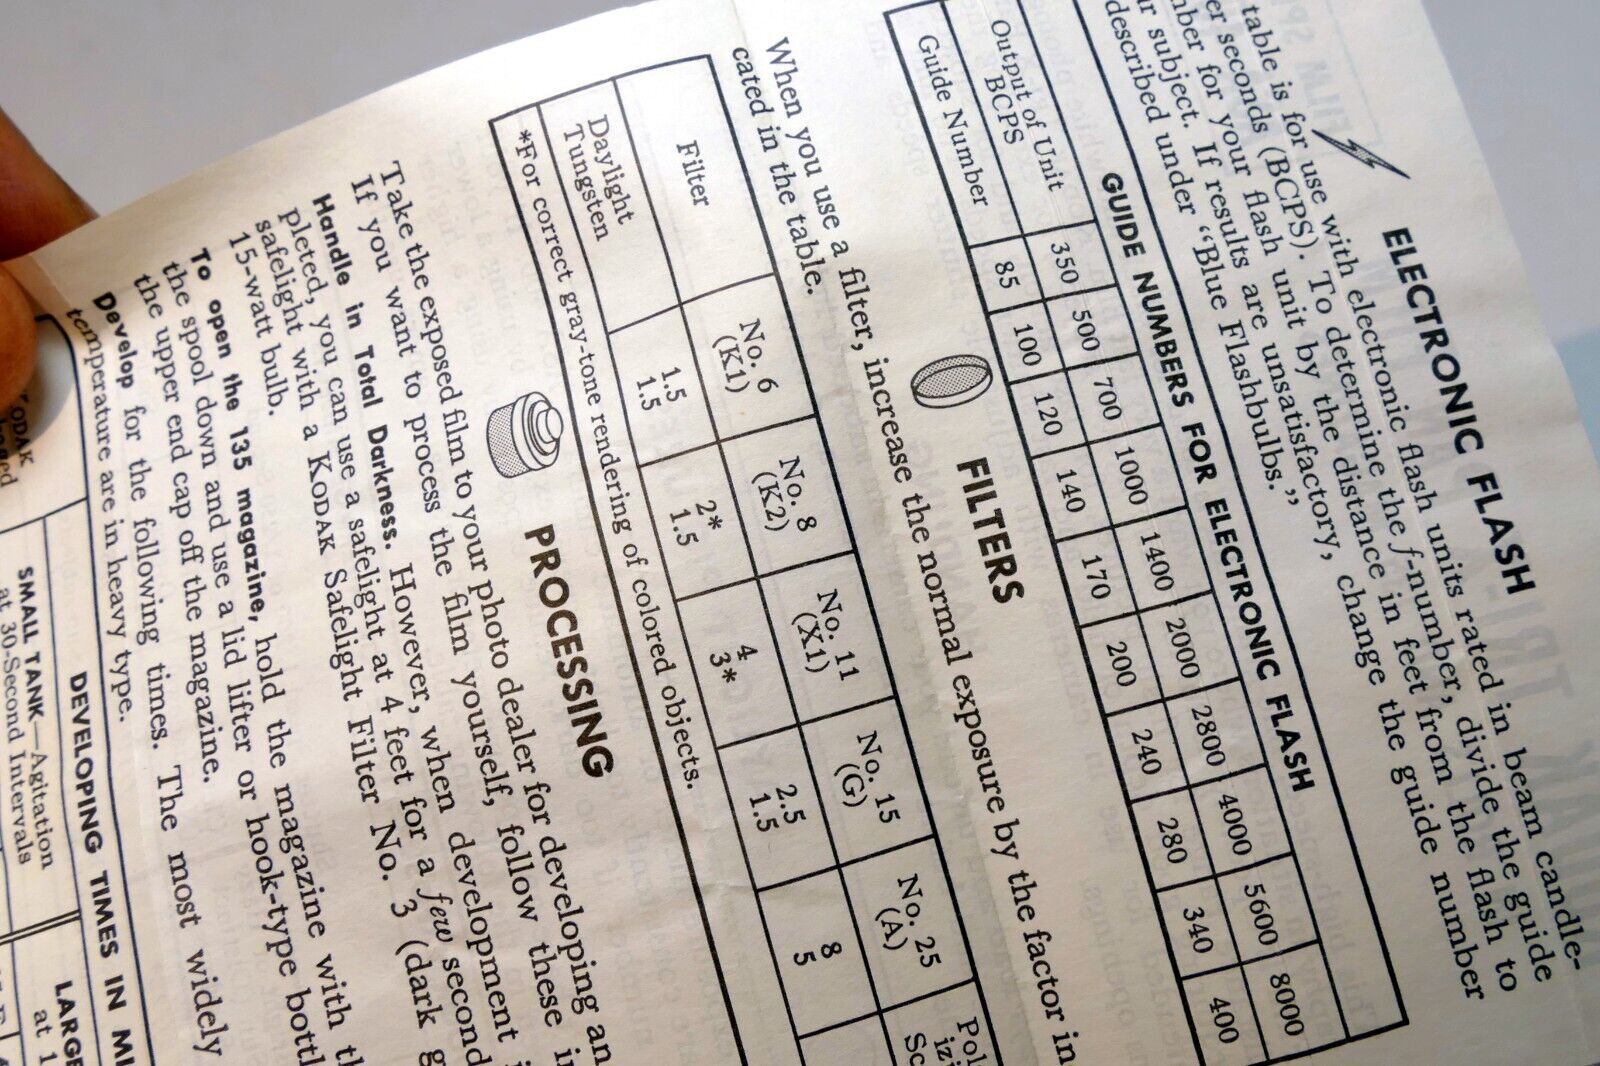 ELECTRONIC FLASH
table is for use with electronic flash units rated in beam candle-
er seconds (BCPS). To determine the f-number, divide the guide
mber for your flash unit by the distance in feet from the flash to
r subject. If results are unsatisfactory, change the guide number
described under “Blue Flashbulbs.”
GUIDE NUMBERS FOR ELECTRONIC FLASH
Output of Unit BCPS 350 500 700 1000 1400 2000 2800 4000 5600 8000
Guide Number 85 100 120 140 170 200 240 280 340 400
FILTERS
When you use a filter, increase the normal exposure by the factor in
cated in the table.
Filter No. 6 (K1) No. 8 (K2) No. 11 (X1) No. 15 (G) No. 25 (A) Pol izi Sc
Daylight 1.5 2* 4 2.5 8
Tungsten 1.5 1.5 3* 1.5 5
*For correct gray-tone rendering of colored objects.
PROCESSING
Take the exposed film to your photo dealer for developing an
If you want to process the film yourself, follow these in
Handle in Total Darkness. However, when development i
pleted, you can use a safelight at 4 feet for a few second
safelight with a KODAK Safelight Filter No. 3 (dark g
15-watt bulb.
To open the 135 magazine, hold the magazine with th
the spool down and use a lid lifter or hook-type bottl
the upper end cap off the magazine.
Develop for the following times. The most widely
temperature are in heavy type.
DEVELOPING TIMES IN MI
KODAK
SMALL TANK—Agitation
at 30-Second Intervals
LARGE
at 1